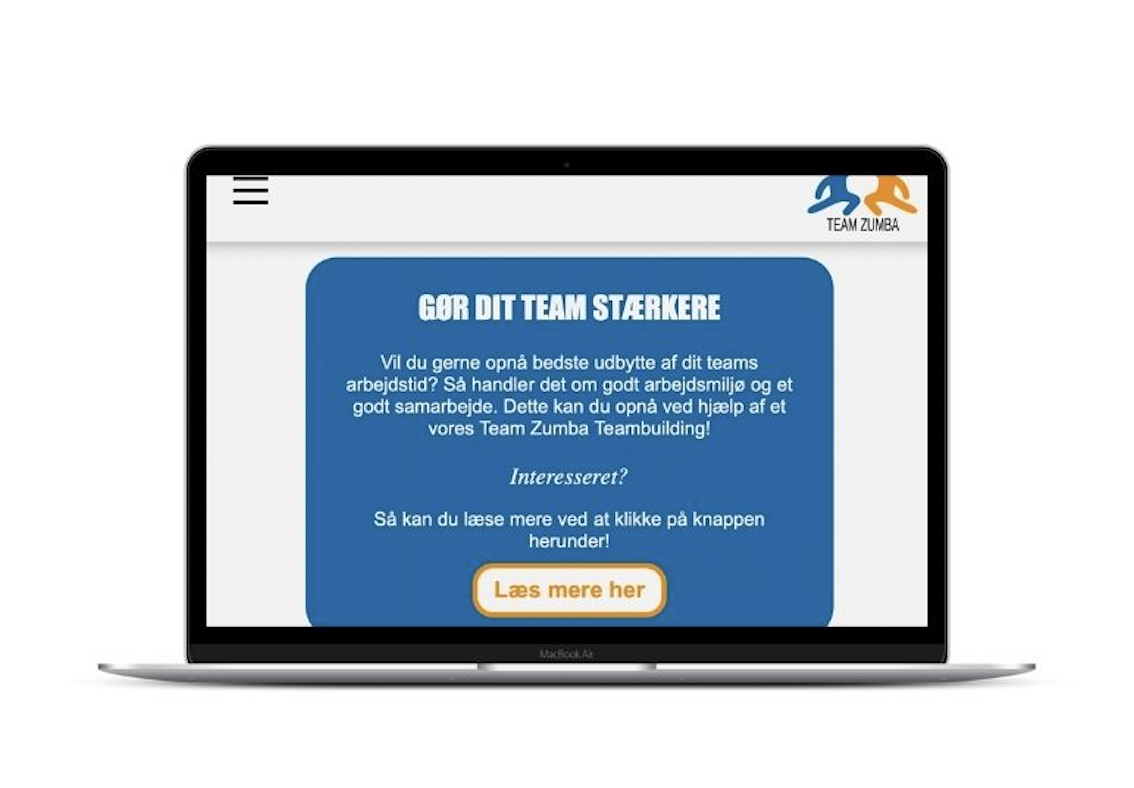 TEAM ZUMBA
GØR DIT TEAM STÆRKERE
Vil du gerne opnå bedste udbytte af dit teams
arbejdstid? Så handler det om godt arbejdsmiljø og et
godt samarbejde. Dette kan du opnå ved hjælp af et
vores Team Zumba Teambuilding!
Interesseret?
Så kan du læse mere ved at klikke på knappen
herunder!
Læs mere her
MacBook Air